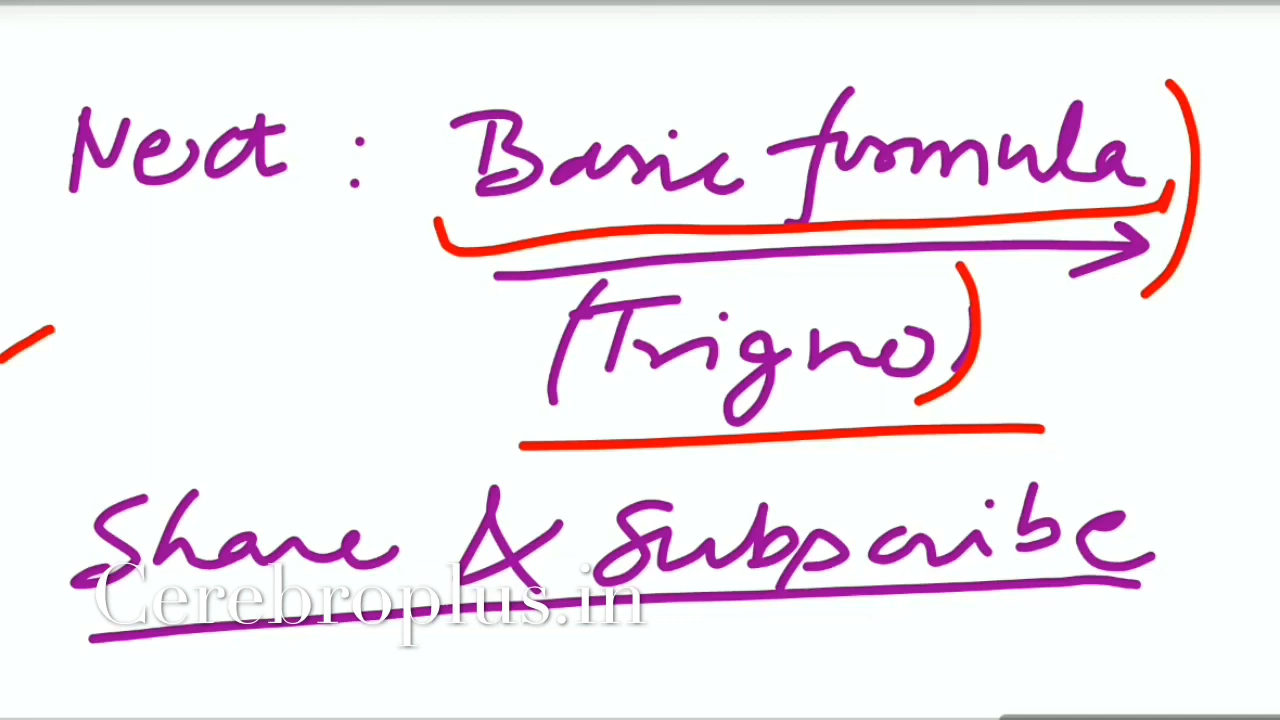 Next : Basic formula
(Trigno)
Share & Subscribe
Cerebroplus.in